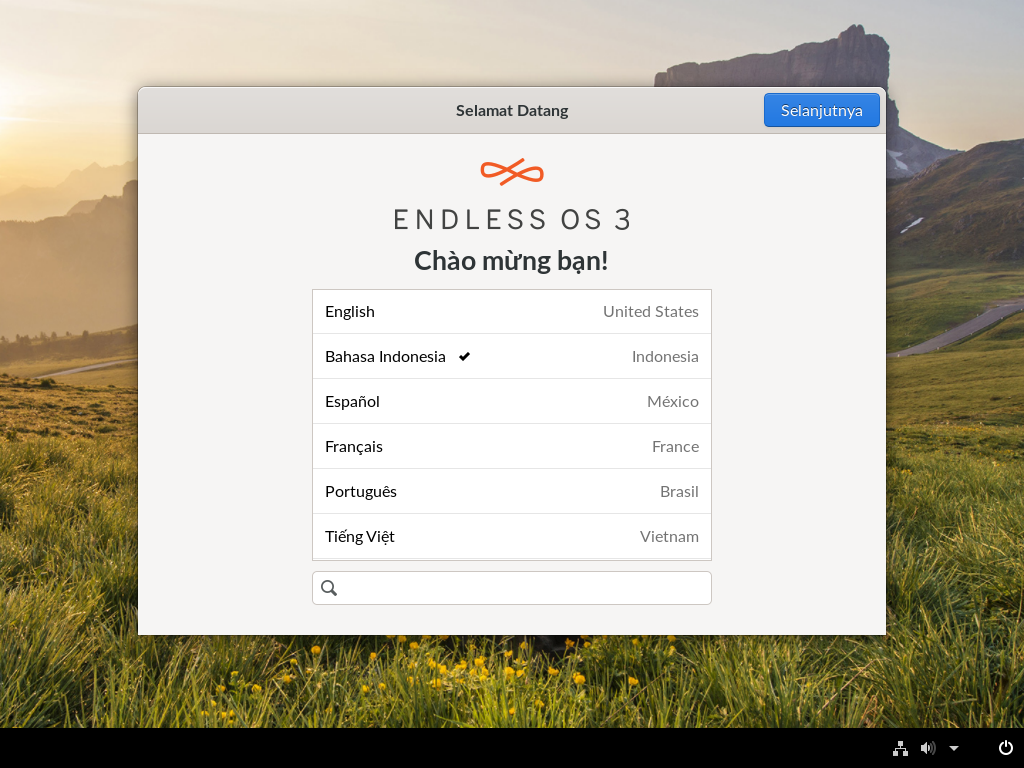 Selamat Datang
Selanjutnya
ENDLESS OS 3
Chào mừng bạn!
English United States
Bahasa Indonesia Indonesia
Español México
Français France
Português Brasil
Tiếng Việt Vietnam